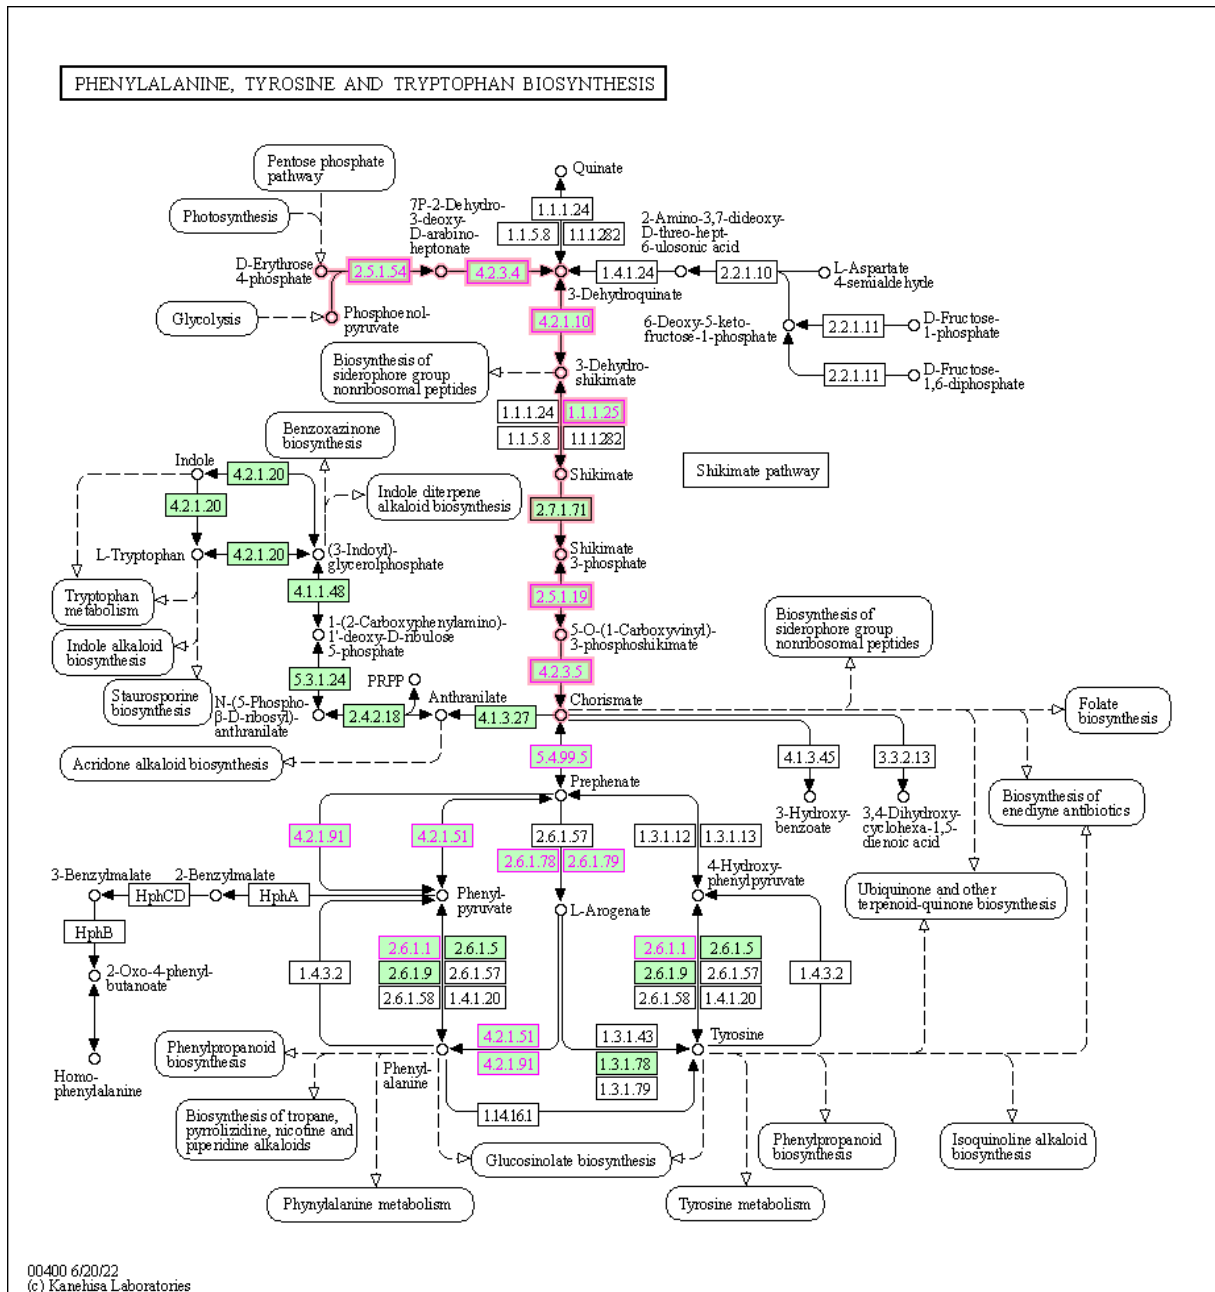 PHENYLALANINE, TYROSINE AND TRYPTOPHAN BIOSYNTHESIS
Pentose phosphate
pathway
Photosynthesis
D-Erythrose
4-phosphate
Glycolysis
Phosphoenol-
pyruvate
2.5.1.54
7P-2-Dehydro-
3-deoxy-
D-arabino-
heptonate
4.2.3.4
Quinate
1.1.1.24
1.1.5.8
1.1.1.282
3-Dehydroquinate
1.4.1.24
2-Amino-3,7-dideoxy-
D-threo-hept-
6-ulosonic acid
2.2.1.10
L-Aspartate
4-semialdehyde
6-Deoxy-5-keto-
fructose-1-phosphate
2.2.1.11
D-Fructose-
1-phosphate
2.2.1.11
D-Fructose-
1,6-diphosphate
4.2.1.10
Biosynthesis of
siderophore group
nonribosomal peptides
3-Dehydro-
shikimate
1.1.1.24
1.1.1.25
1.1.5.8
1.1.1.282
Shikimate
Shikimate pathway
2.7.1.71
Shikimate
3-phosphate
2.5.1.19
5-O-(1-Carboxyvinyl)-
3-phosphoshikimate
4.2.3.5
Chorismate
Benzoxazinone
biosynthesis
Indole
4.2.1.20
4.2.1.20
Indole diterpene
alkaloid biosynthesis
L-Tryptophan
4.2.1.20
(3-Indoyl)-
glycerolphosphate
Tryptophan
metabolism
4.1.1.48
Indole alkaloid
biosynthesis
1-(2-Carboxyphenylamino)-
1'-deoxy-D-ribulose
5-phosphate
Staurosporine
biosynthesis
5.3.1.24
PRPP
N-(5-Phospho-
β-D-ribosyl)-
anthranilate
2.4.2.18
Anthranilate
4.1.3.27
Acridone alkaloid biosynthesis
Biosynthesis of
siderophore group
nonribosomal peptides
Folate
biosynthesis
4.1.3.45
3.3.2.13
3-Hydroxy-
benzoate
3,4-Dihydroxy-
cyclohexa-1,5-
dienoic acid
Biosynthesis of
enediyne antibiotics
Ubiquinone and other
terpenoid-quinone biosynthesis
5.4.99.5
Prephenate
4.2.1.91
4.2.1.51
2.6.1.57
2.6.1.78
2.6.1.79
1.3.1.12
1.3.1.13
4-Hydroxy-
phenylpyruvate
3-Benzylmalate
2-Benzylmalate
HphCD
HphA
Phenyl-
pyruvate
L-Arogenate
HphB
2-Oxo-4-phenyl-
butanoate
Homo-
phenylalanine
1.4.3.2
2.6.1.1
2.6.1.5
2.6.1.9
2.6.1.57
2.6.1.58
1.4.1.20
2.6.1.1
2.6.1.5
2.6.1.9
2.6.1.57
2.6.1.58
1.4.1.20
1.4.3.2
4.2.1.51
4.2.1.91
1.3.1.43
1.3.1.78
1.3.1.79
Tyrosine
Phenyl-
alanine
1.14.16.1
Phenylpropanoid
biosynthesis
Biosynthesis of tropane,
pyrrolizidine, nicotine and
piperidine alkaloids
Phynylalanine metabolism
Glucosinolate biosynthesis
Tyrosine metabolism
Phenylpropanoid
biosynthesis
Isoquinoline alkaloid
biosynthesis
00400 6/20/22
(c) Kanehisa Laboratories